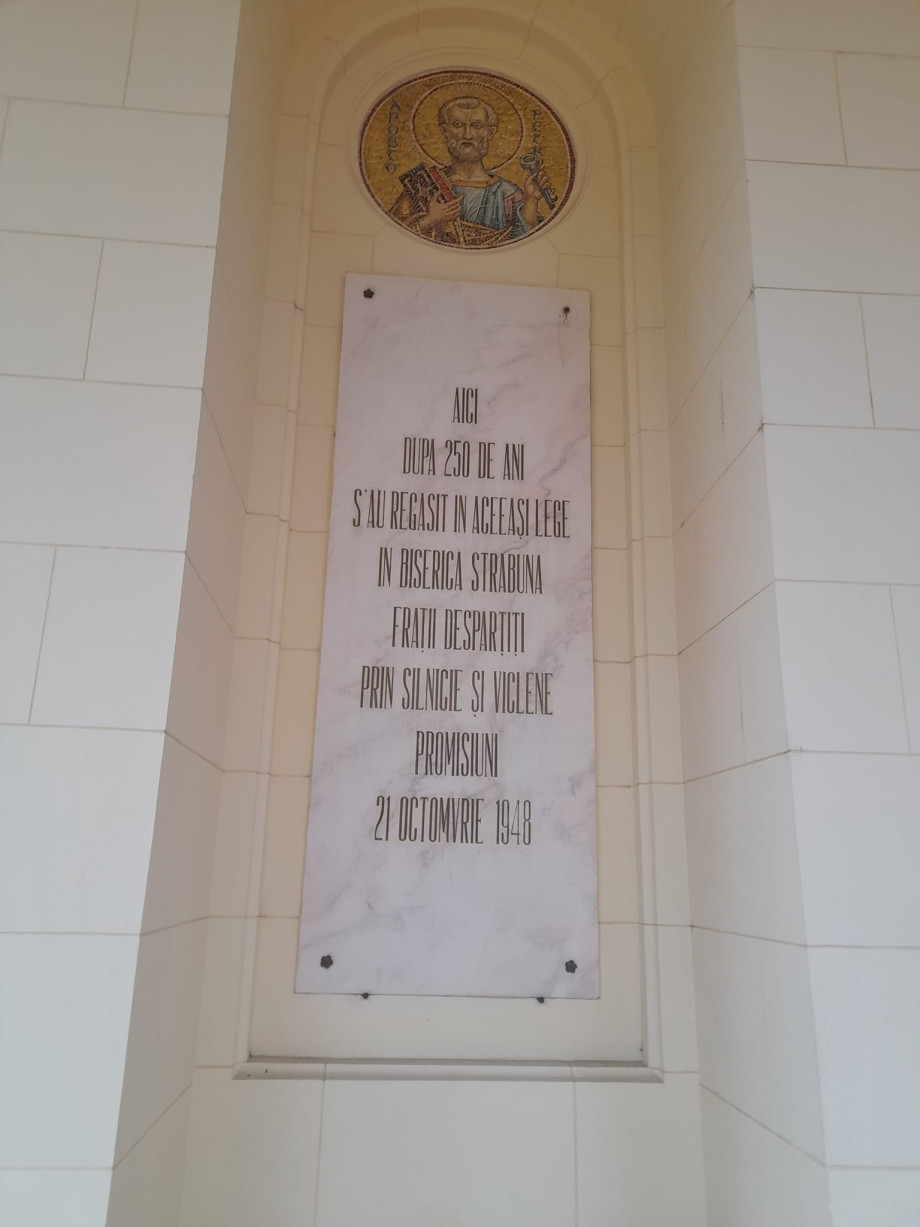 AICI
DUPA 250 DE ANI
S'AU REGASIT IN ACEEAȘI LEGE
IN BISERICA STRABUNA
FRAȚII DESPARȚIȚI
PRIN SILNICIE ȘI VICLENE
PROMISIUNI
21 OCTOMVRIE 1948